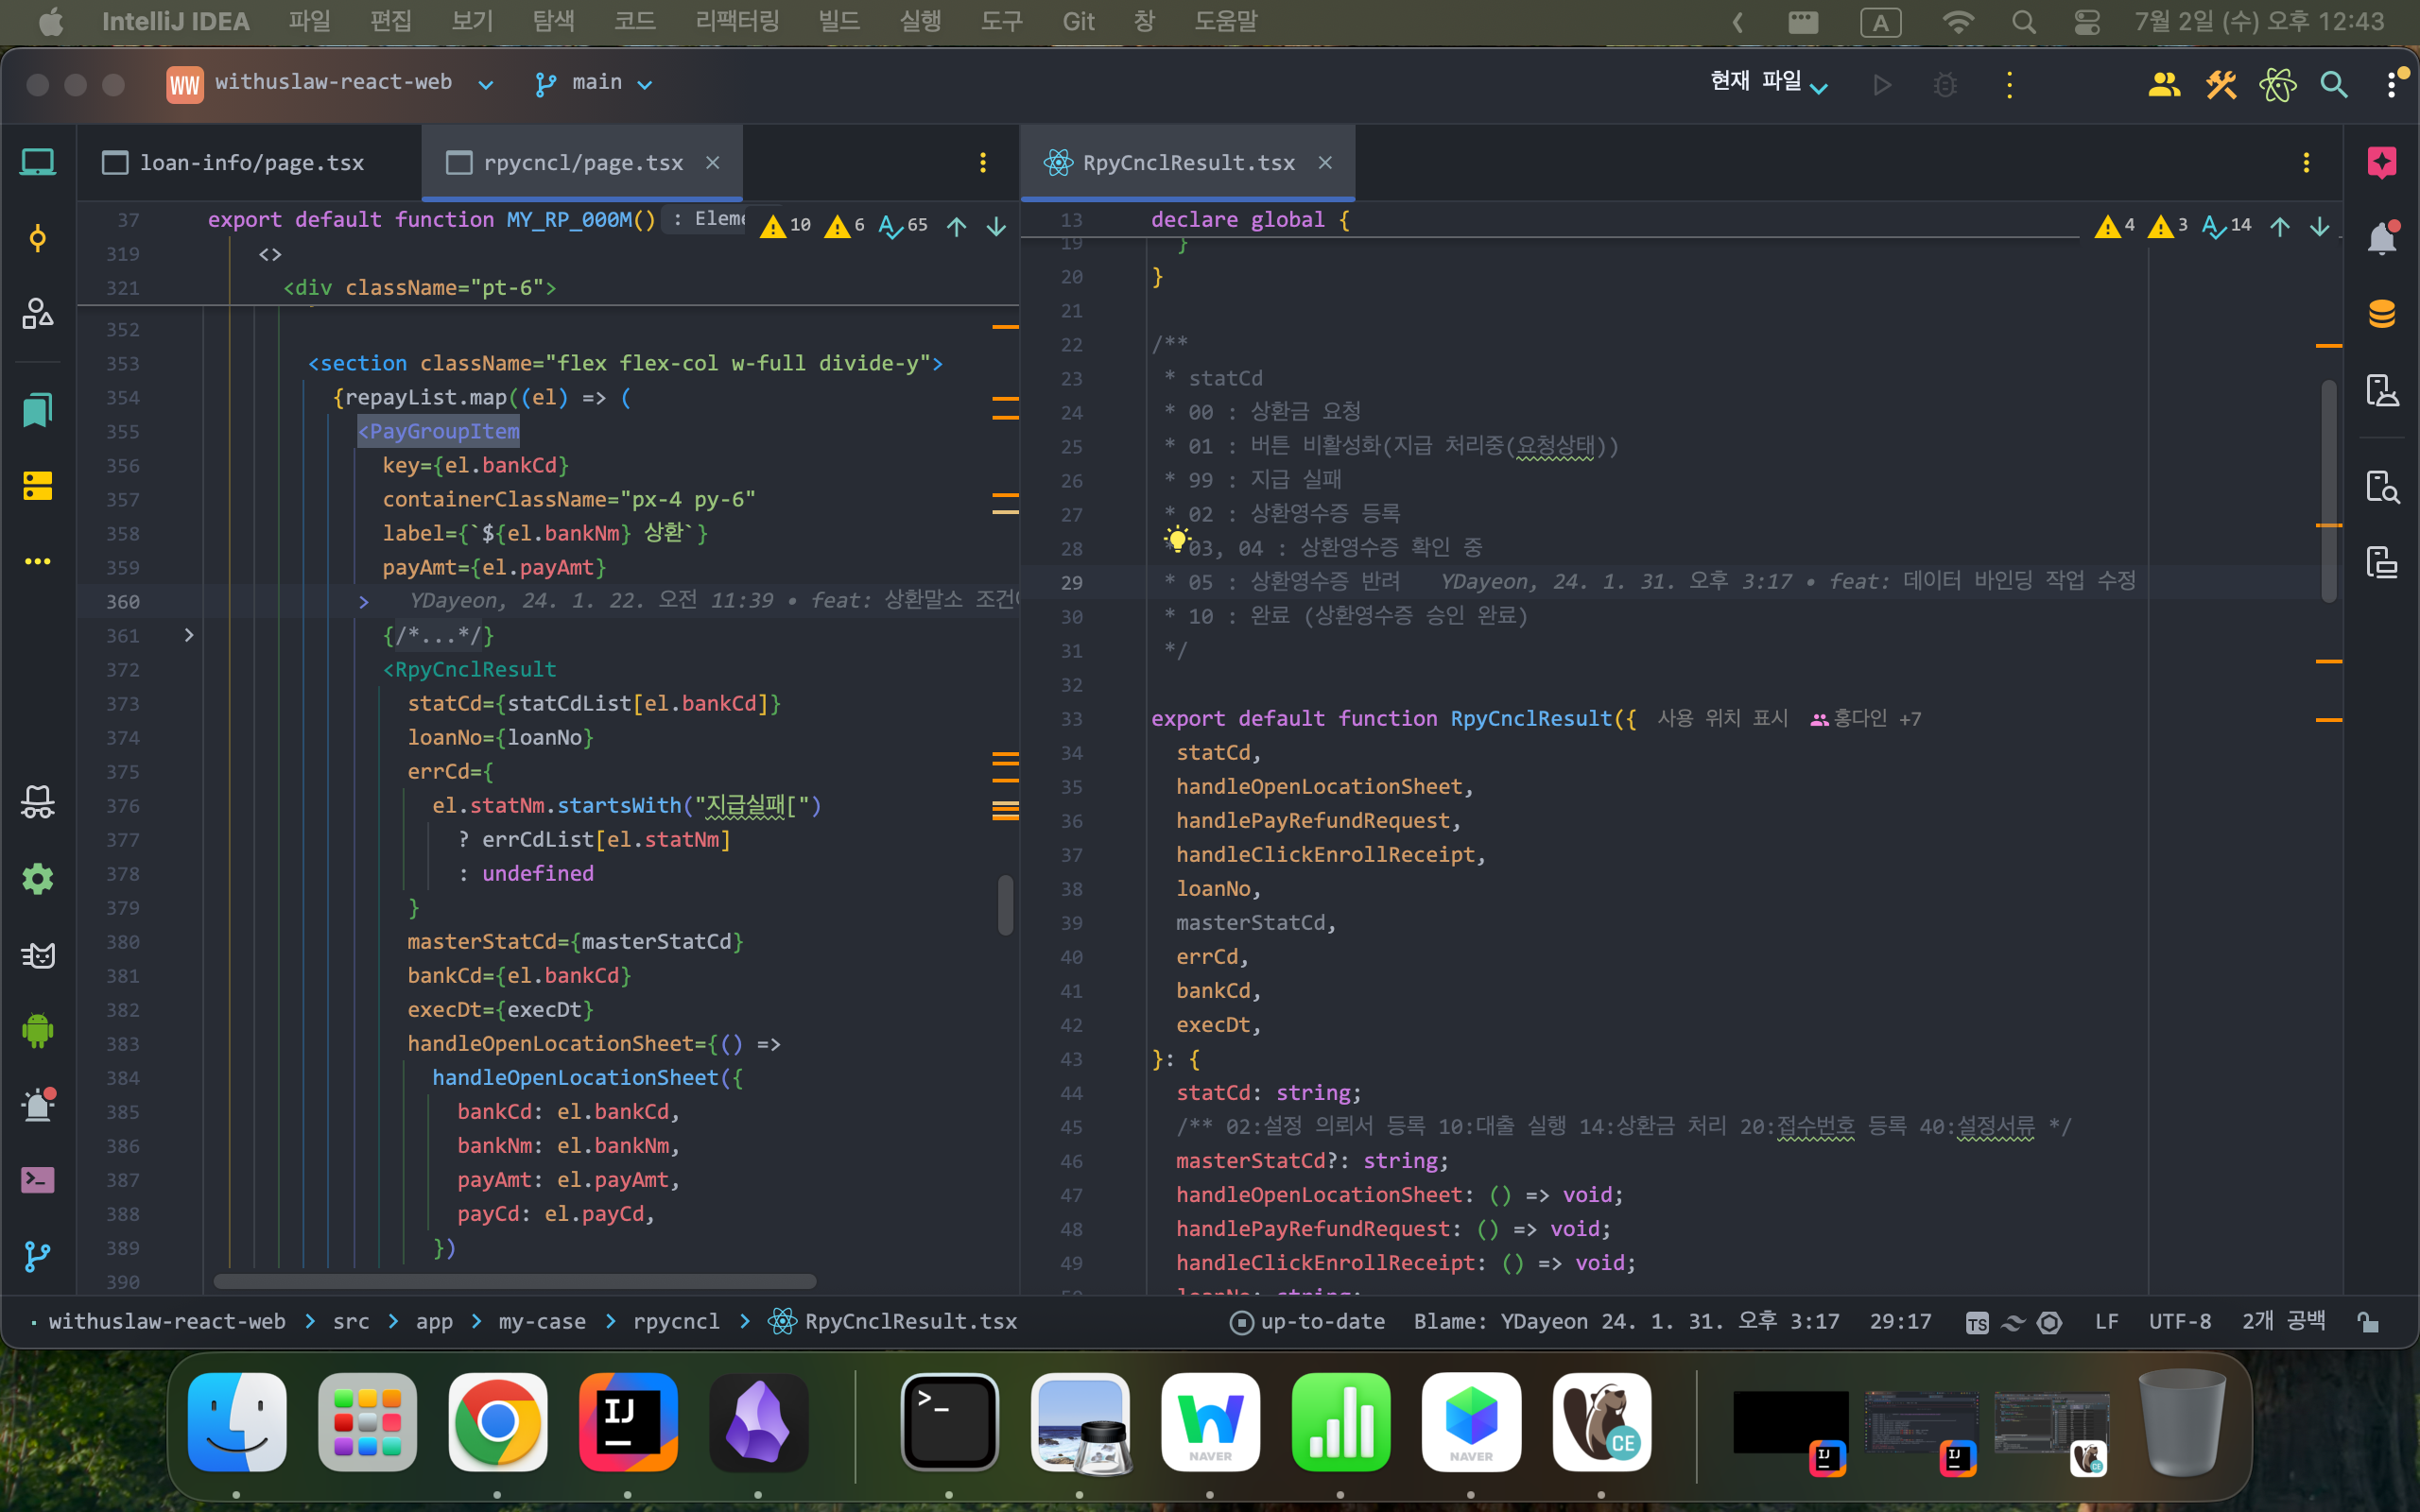 IntelliJ IDEA 파일 편집 보기 탐색 코드 리팩터링 빌드 실행 도구 Git 창 도움말 A 7월 2일 (수) 오후 12:43
WW withuslaw-react-web main 현재 파일
loan-info/page.tsx rpycncl/page.tsx
37 export default function MY_RP_000M() : Eleme 10 6 65
319 <>
321 <div className="pt-6">
352
353 <section className="flex flex-col w-full divide-y">
354 {repayList.map((el) => (
355 <PayGroupItem
356 key={el.bankCd}
357 containerClassName="px-4 py-6"
358 label={`${el.bankNm} 상환`}
359 payAmt={el.payAmt}
360 > YDayeon, 24. 1. 22. 오전 11:39 • feat: 상환말소 조건
361 {/*...*/}
372 <RpyCnclResult
373 statCd={statCdList[el.bankCd]}
374 loanNo={loanNo}
375 errCd={
376 el.statNm.startsWith("지급실패[")
377 ? errCdList[el.statNm]
378 : undefined
379 }
380 masterStatCd={masterStatCd}
381 bankCd={el.bankCd}
382 execDt={execDt}
383 handleOpenLocationSheet={() =>
384 handleOpenLocationSheet({
385 bankCd: el.bankCd,
386 bankNm: el.bankNm,
387 payAmt: el.payAmt,
388 payCd: el.payCd,
389 })
390
RpyCnclResult.tsx
13 declare global { 4 3 14
19 }
20 }
21
22 /**
23 * statCd
24 * 00 : 상환금 요청
25 * 01 : 버튼 비활성화(지급 처리중(요청상태))
26 * 99 : 지급 실패
27 * 02 : 상환영수증 등록
28 * 03, 04 : 상환영수증 확인 중
29 * 05 : 상환영수증 반려 YDayeon, 24. 1. 31. 오후 3:17 • feat: 데이터 바인딩 작업 수정
30 * 10 : 완료 (상환영수증 승인 완료)
31 */
32
33 export default function RpyCnclResult({ 사용 위치 표시 홍다인 +7
34 statCd,
35 handleOpenLocationSheet,
36 handlePayRefundRequest,
37 handleClickEnrollReceipt,
38 loanNo,
39 masterStatCd,
40 errCd,
41 bankCd,
42 execDt,
43 }: {
44 statCd: string;
45 /** 02:설정 의뢰서 등록 10:대출 실행 14:상환금 처리 20:접수번호 등록 40:설정서류 */
46 masterStatCd?: string;
47 handleOpenLocationSheet: () => void;
48 handlePayRefundRequest: () => void;
49 handleClickEnrollReceipt: () => void;
50 loanNo: string;
withuslaw-react-web > src > app > my-case > rpycncl > RpyCnclResult.tsx up-to-date Blame: YDayeon 24. 1. 31. 오후 3:17 29:17 TS LF UTF-8 2개 공백
IJ >_ NAVER NAVER CE IJ IJ CE